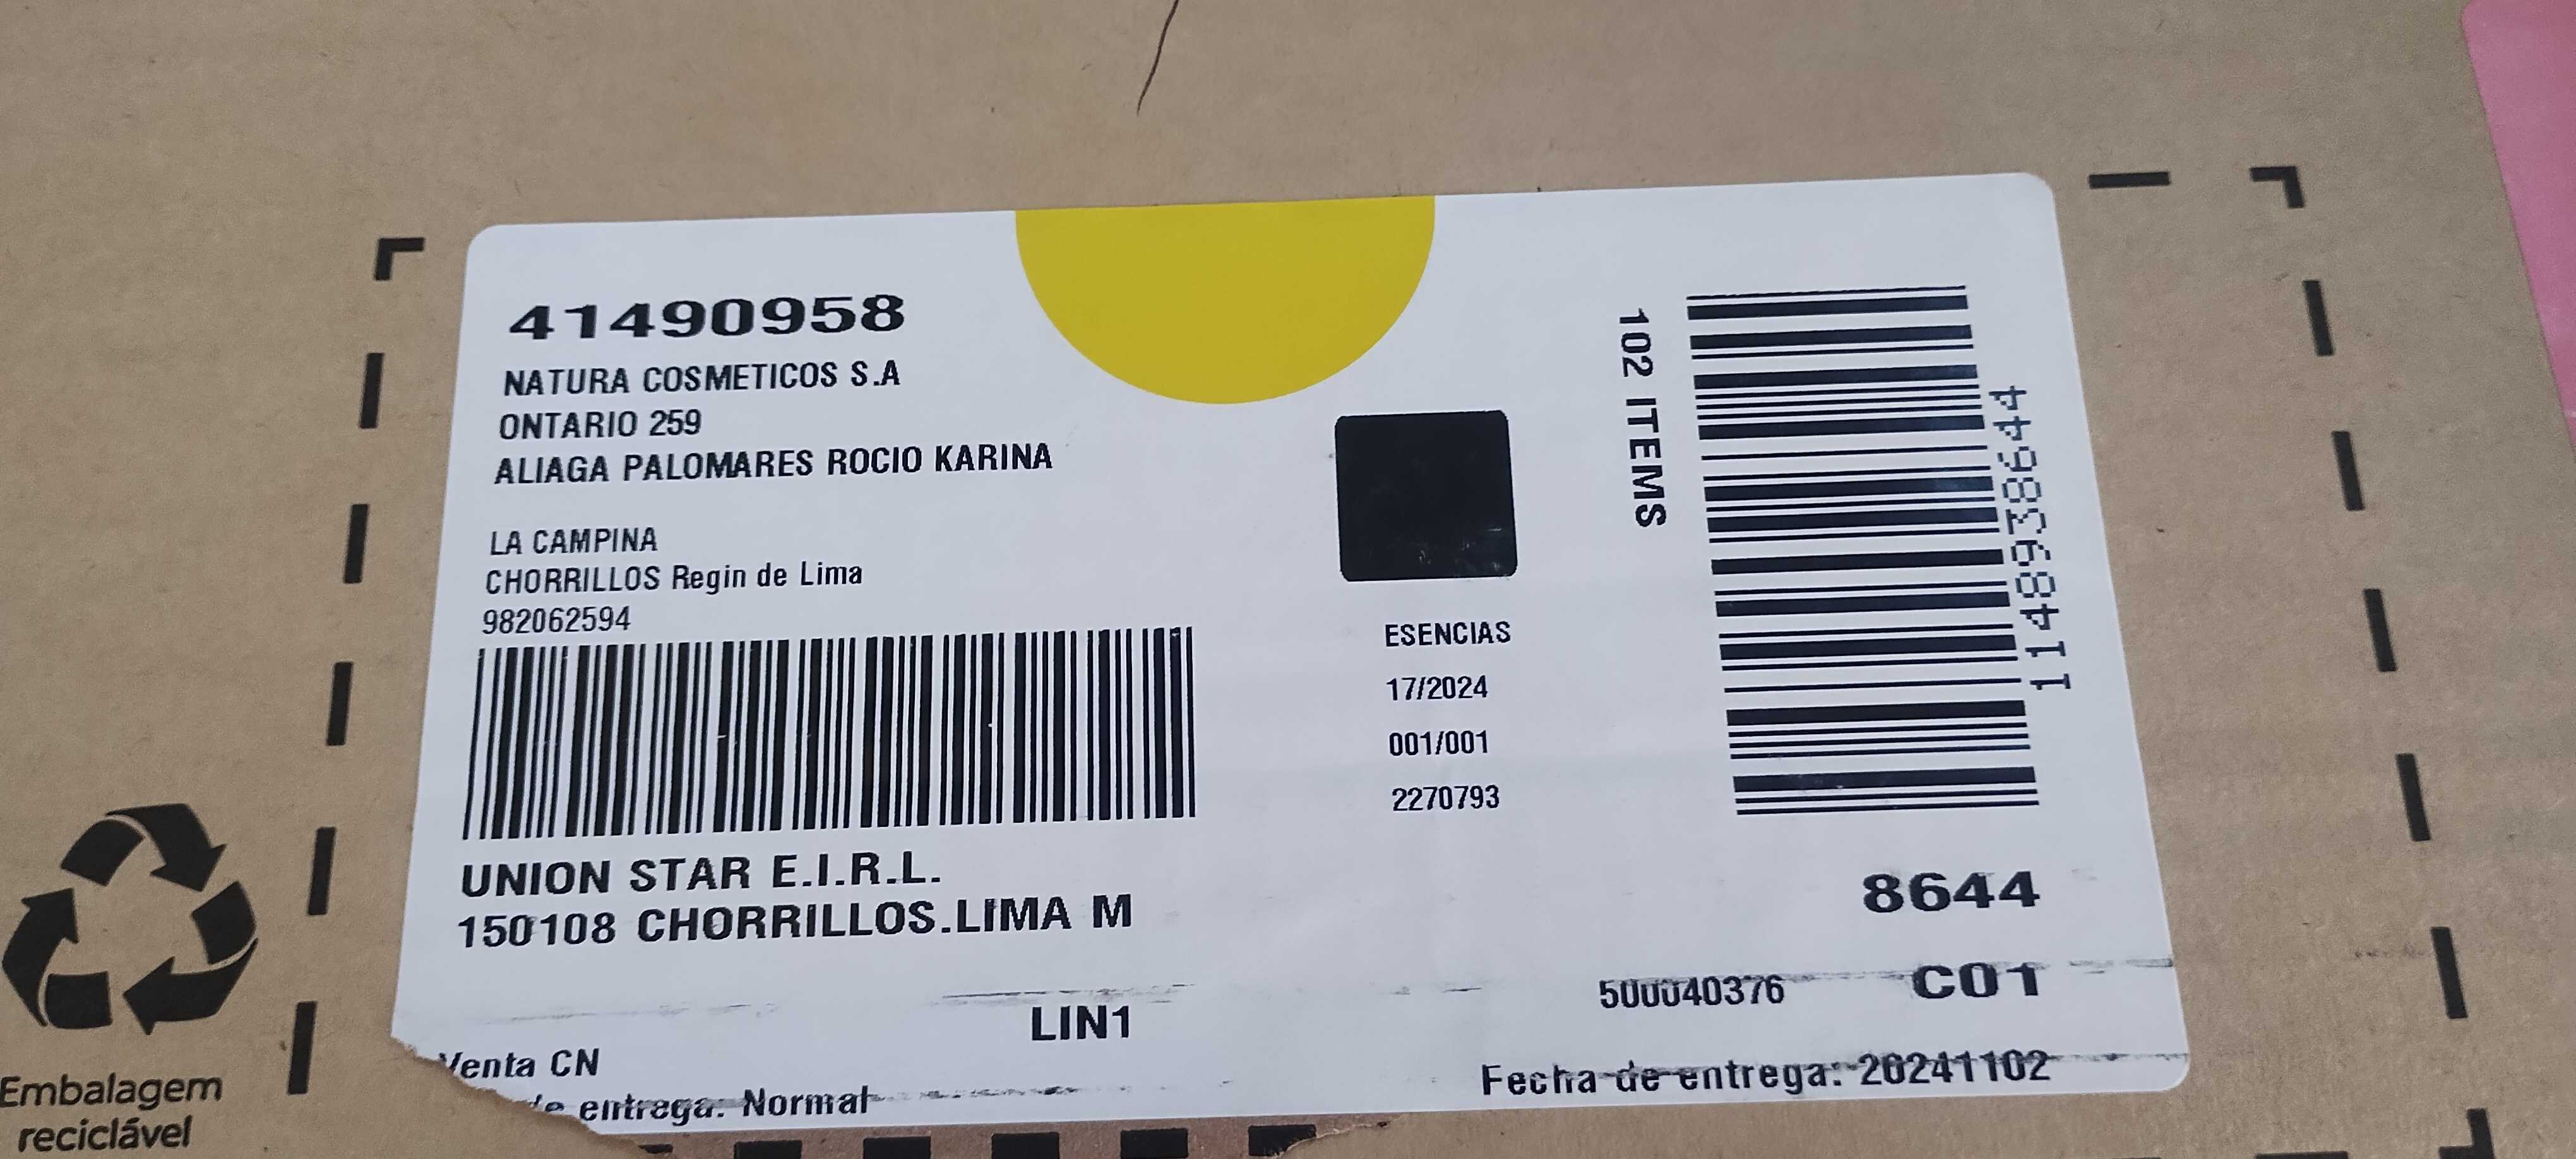 41490958
NATURA COSMETICOS S.A
ONTARIO 259
ALIAGA PALOMARES ROCIO KARINA
LA CAMPINA
CHORRILLOS Regin de Lima
982062594
UNION STAR E.I.R.L.
150108 CHORRILLOS.LIMA M
LIN1
Venta CN
entrega: Normal
ESENCIAS
17/2024
001/001
2270793
102 ITEMS
1148938644
8644
500040376 C01
Fecha de entrega: 20241102
Embalagem
reciclável